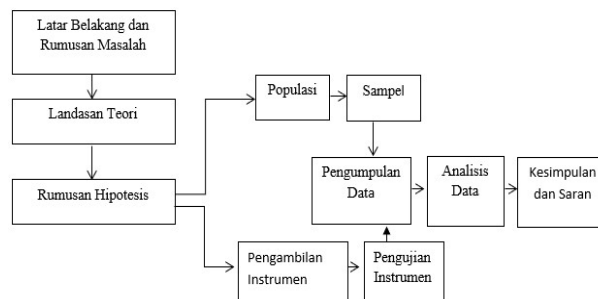 Latar Belakang dan
Rumusan Masalah
Landasan Teori
Rumusan Hipotesis
Populasi
Sampel
Pengumpulan
Data
Analisis
Data
Kesimpulan
dan Saran
Pengambilan
Instrumen
Pengujian
Instrumen